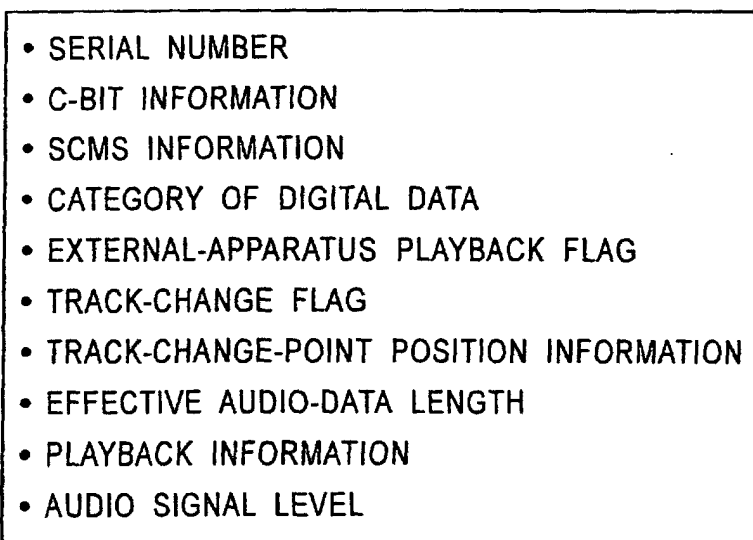 • SERIAL NUMBER
• C-BIT INFORMATION
• SCMS INFORMATION
• CATEGORY OF DIGITAL DATA
• EXTERNAL-APPARATUS PLAYBACK FLAG
• TRACK-CHANGE FLAG
• TRACK-CHANGE-POINT POSITION INFORMATION
• EFFECTIVE AUDIO-DATA LENGTH
• PLAYBACK INFORMATION
• AUDIO SIGNAL LEVEL